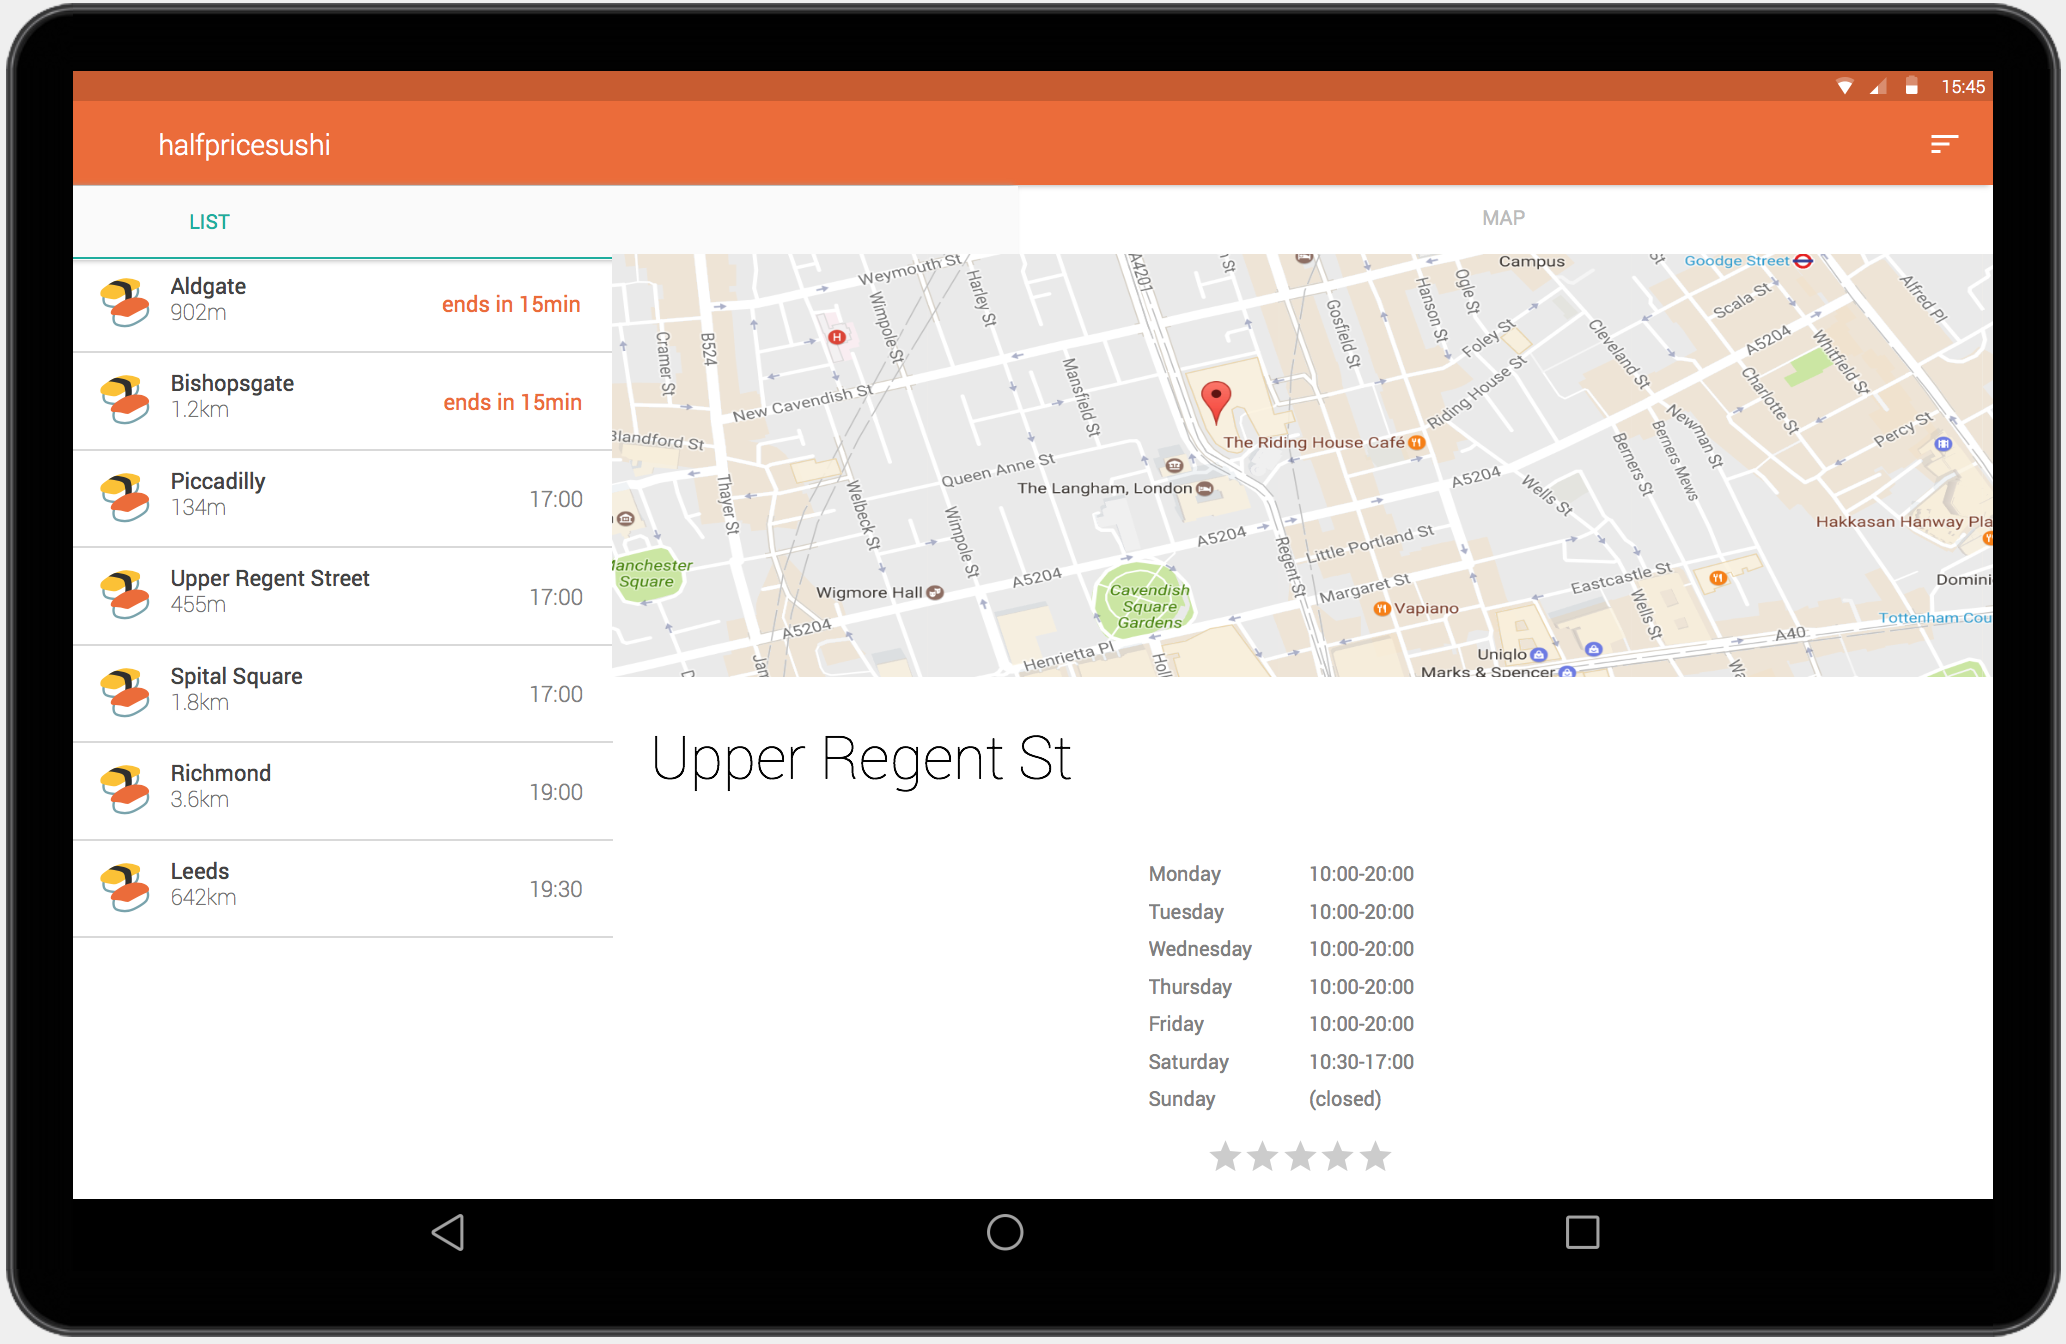 15:45
halfpricesushi
LIST
MAP
Aldgate
902m
ends in 15min
Bishopsgate
1.2km
ends in 15min
Piccadilly
134m
17:00
Upper Regent Street
455m
17:00
Spital Square
1.8km
17:00
Richmond
3.6km
19:00
Leeds
642km
19:30
Weymouth St
Harley St
Wimpole St
Cramer St
B524
A4201
Campus
Goodge Street
Ogle St
Hanson St
Gosfield St
Foley St
Scala St
Alfred Pl
Cleveland St
A5204
Whitfield St
Charlotte St
H
Mansfield St
New Cavendish St
Riding House St
Newman St
Percy St
Blandford St
The Riding House Café
Berners St
Berners Mews
Queen Anne St
The Langham, London
A5204
Wells St
Thayer St
Welbeck St
Wimpole St
Hakkasan Hanway Pla
A5204
Regent St
Little Portland St
Manchester
Square
A5204
Wigmore Hall
Cavendish
Square
Gardens
Margaret St
Eastcastle St
Domini
Vapiano
Wells St
Tottenham Cou
A5204
A40
Henrietta Pl
Uniqlo
Marks & Spencer
Upper Regent St
Monday 10:00-20:00
Tuesday 10:00-20:00
Wednesday 10:00-20:00
Thursday 10:00-20:00
Friday 10:00-20:00
Saturday 10:30-17:00
Sunday (closed)